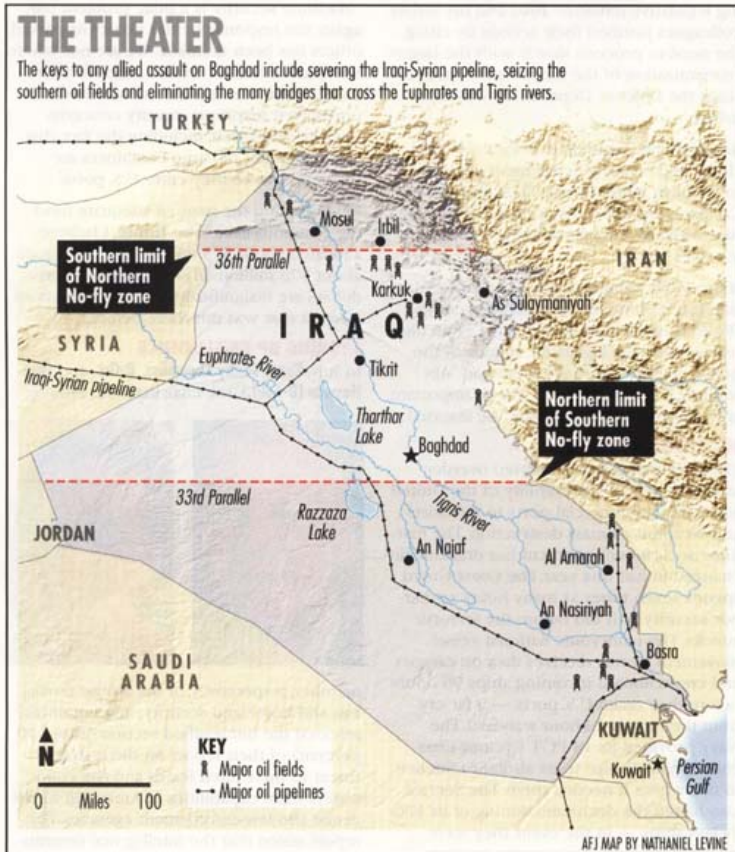 THE THEATER
The keys to any allied assault on Baghdad include severing the Iraqi-Syrian pipeline, seizing the
southern oil fields and eliminating the many bridges that cross the Euphrates and Tigris rivers.
TURKEY
Mosul
Irbil
Southern limit
of Northern
No-fly zone
36th Parallel
IRAN
Karkuk
As Sulaymaniyah
IRAQ
SYRIA
Euphrates River
Tikrit
Iraqi-Syrian pipeline
Northern limit
of Southern
No-fly zone
Tharthar
Lake
Baghdad
33rd Parallel
Razzaza
Lake
Tigris River
JORDAN
An Najaf
Al Amarah
An Nasiriyah
Basra
SAUDI
ARABIA
KUWAIT
Kuwait
Persian
Gulf
N
0 Miles 100
KEY
Major oil fields
Major oil pipelines
AFJ MAP BY NATHANIEL LEVINE